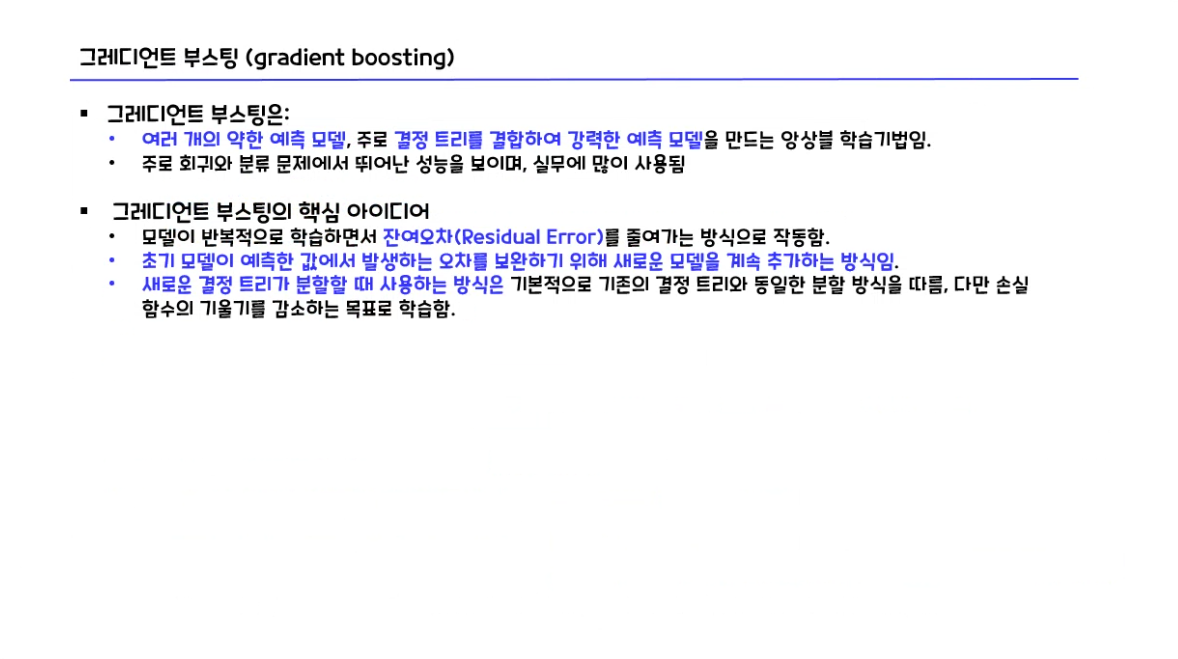 그레디언트 부스팅 (gradient boosting)
▪ 그레디언트 부스팅은:
• 여러 개의 약한 예측 모델, 주로 결정 트리를 결합하여 강력한 예측 모델을 만드는 앙상블 학습기법임.
• 주로 회귀와 분류 문제에서 뛰어난 성능을 보이며, 실무에 많이 사용됨
▪ 그레디언트 부스팅의 핵심 아이디어
• 모델이 반복적으로 학습하면서 잔여오차(Residual Error)를 줄여가는 방식으로 작동함.
• 초기 모델이 예측한 값에서 발생하는 오차를 보완하기 위해 새로운 모델을 계속 추가하는 방식임.
• 새로운 결정 트리가 분할할 때 사용하는 방식은 기본적으로 기존의 결정 트리와 동일한 분할 방식을 따름, 다만 손실
함수의 기울기를 감소하는 목표로 학습함.